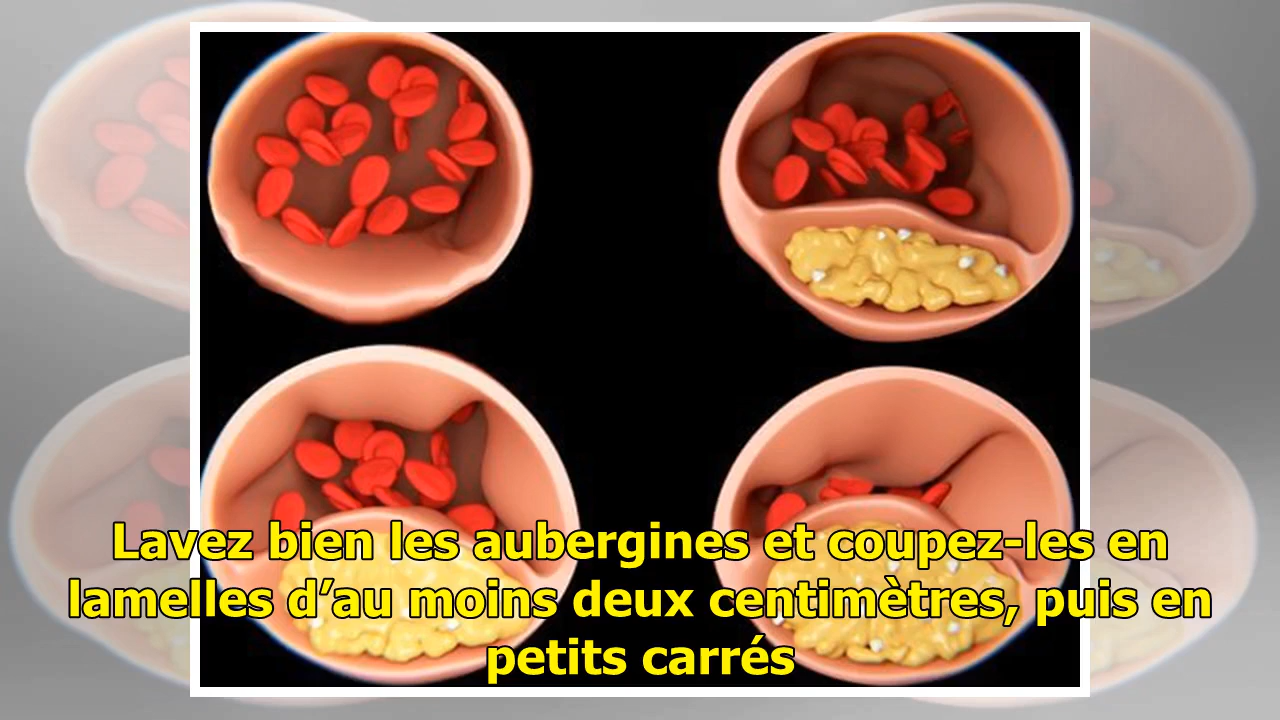 Lavez bien les aubergines et coupez-les en
lamelles d’au moins deux centimètres, puis en
petits carrés